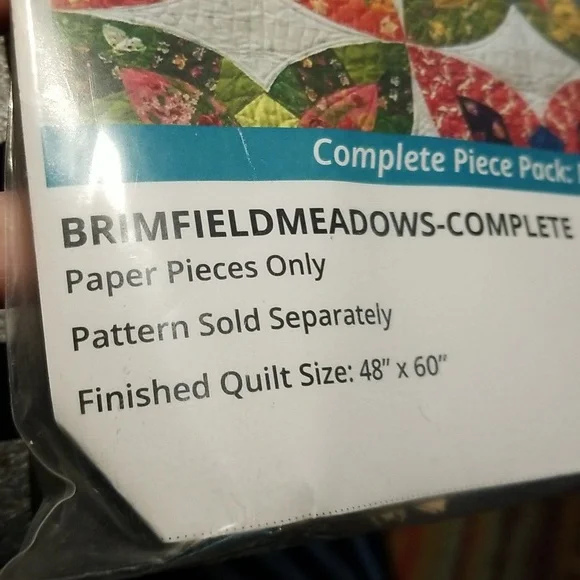 Complete Piece Pack:
BRIMFIELDMEADOWS-COMPLETE
Paper Pieces Only
Pattern Sold Separately
Finished Quilt Size: 48" x 60"